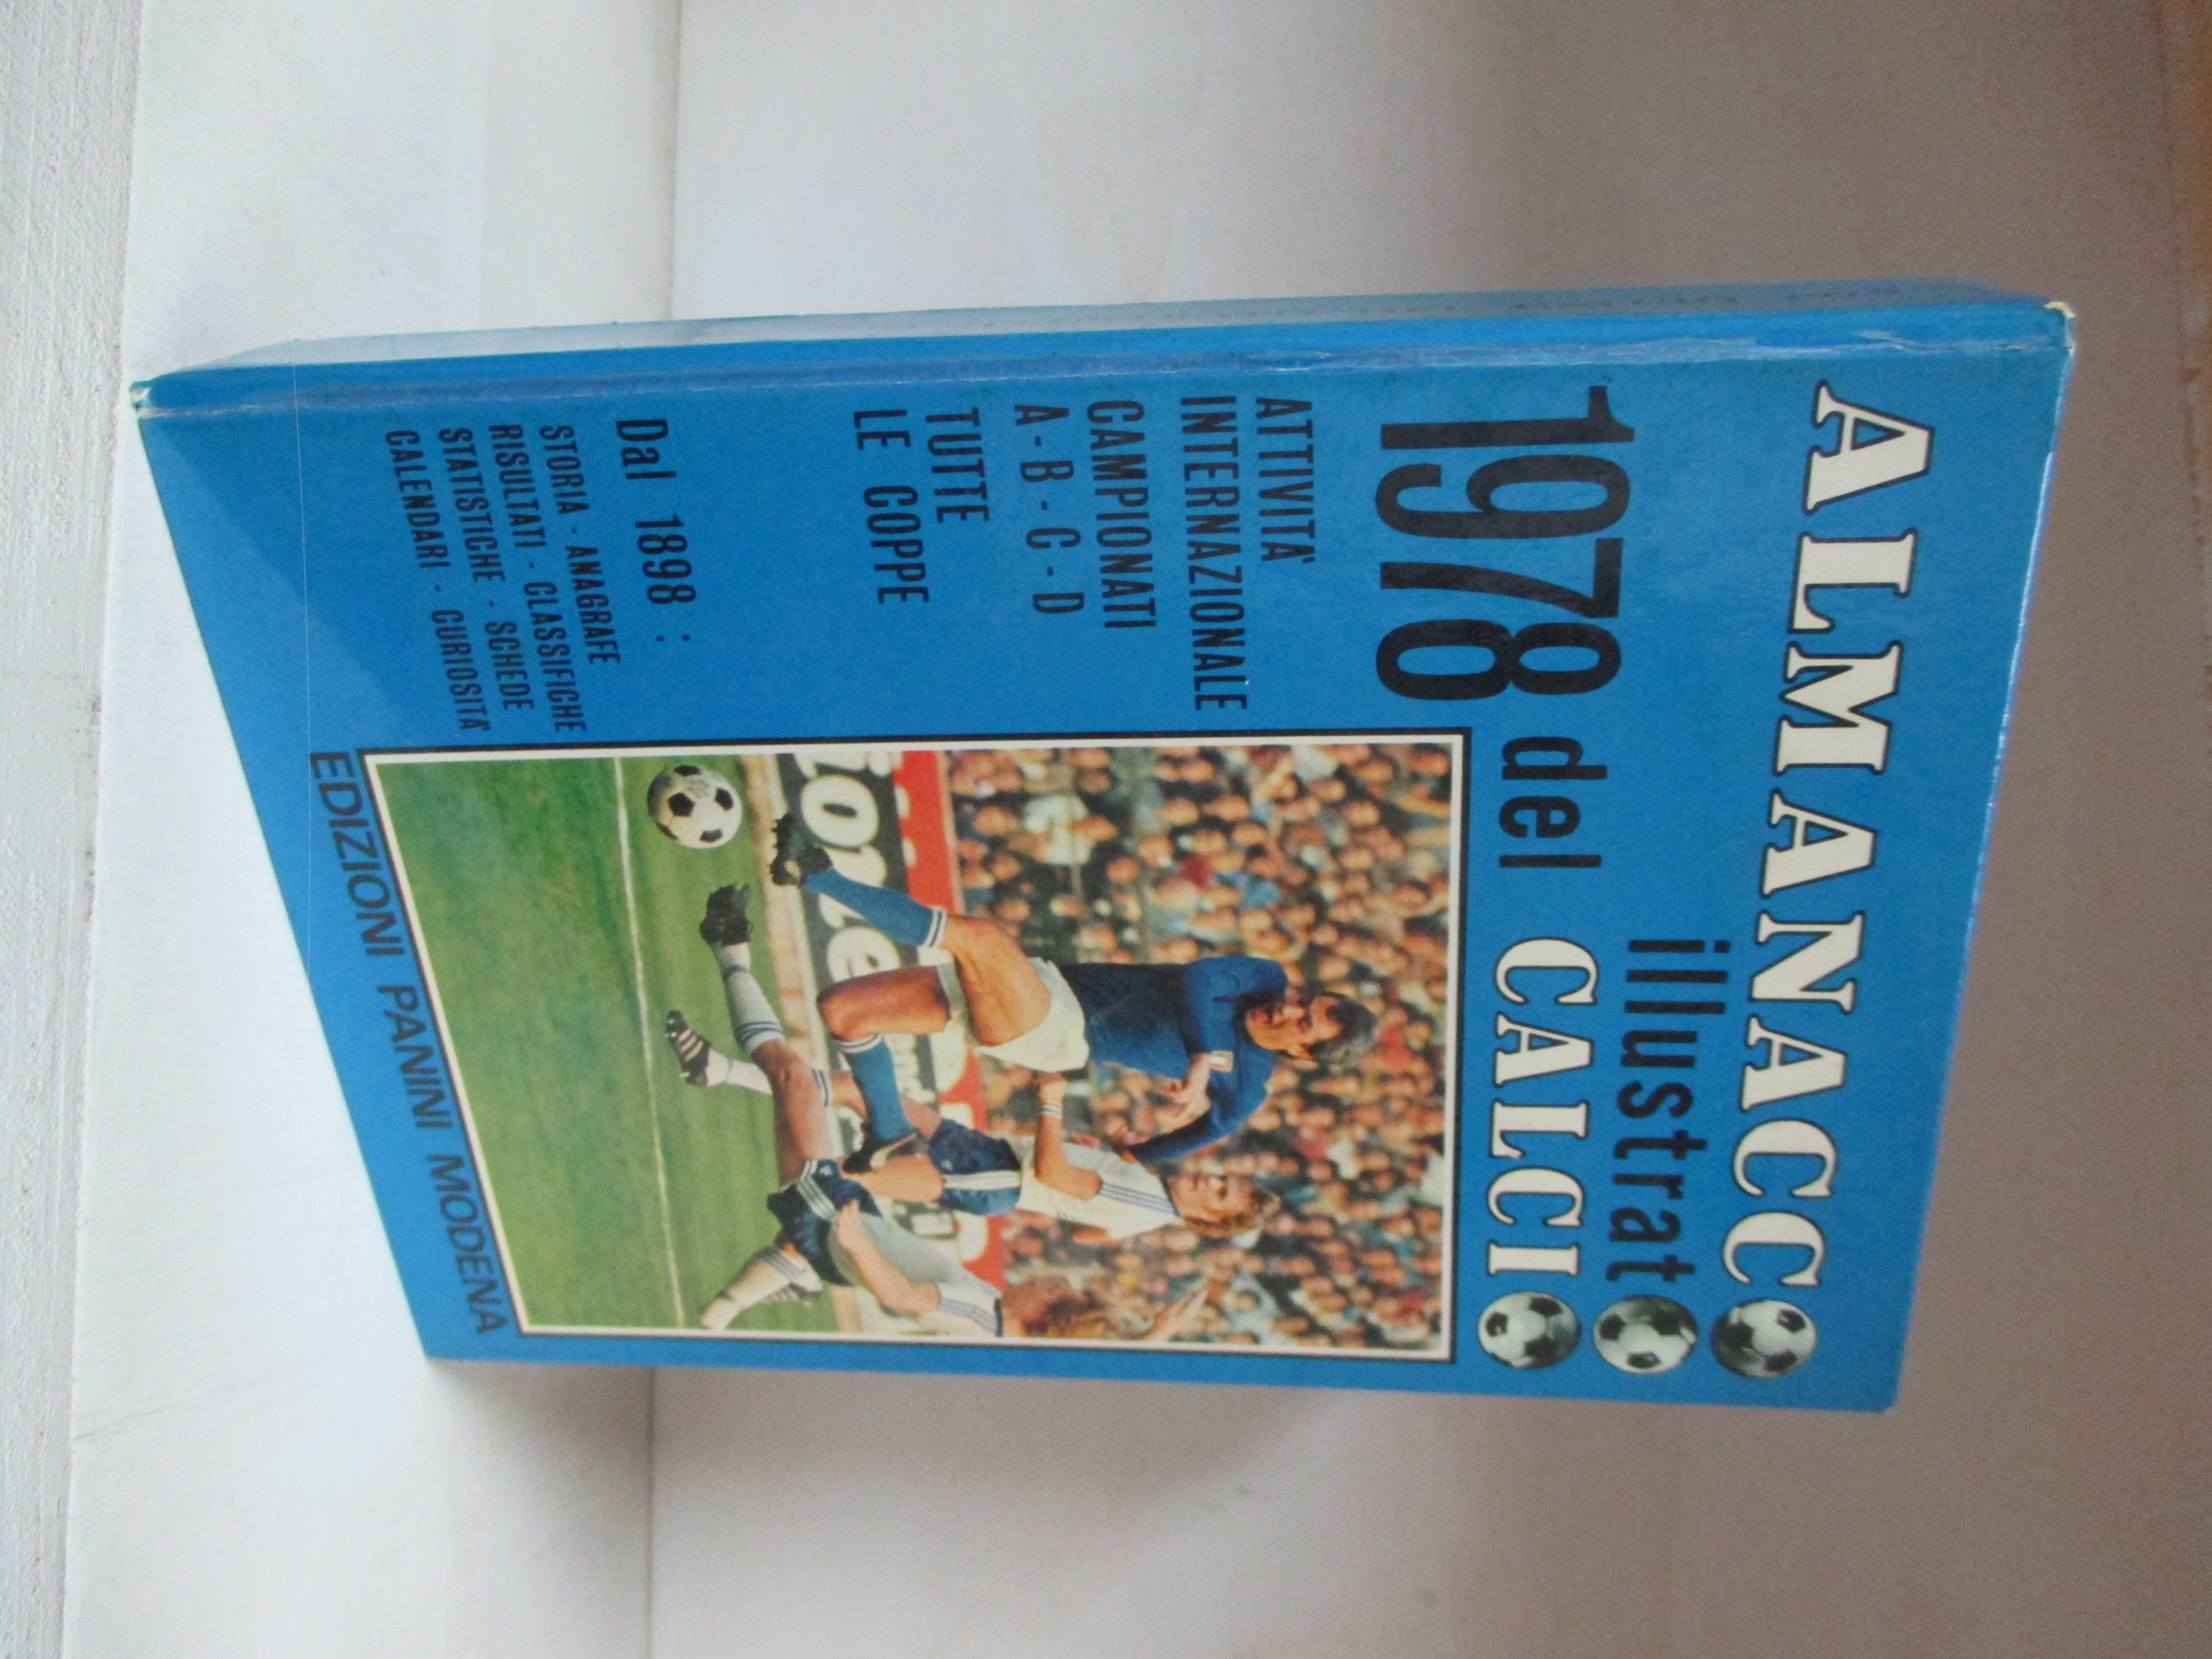 ALMANACCO
illustrato
1978 del CALCIO
ATTIVITA'
INTERNAZIONALE
CAMPIONATI
A - B - C - D
TUTTE
LE COPPE
Dal 1898 :
STORIA - ANAGRAFE
RISULTATI - CLASSIFICHE
STATISTICHE - SCHEDE
CALENDARI - CURIOSITA'
EDIZIONI PANINI MODENA